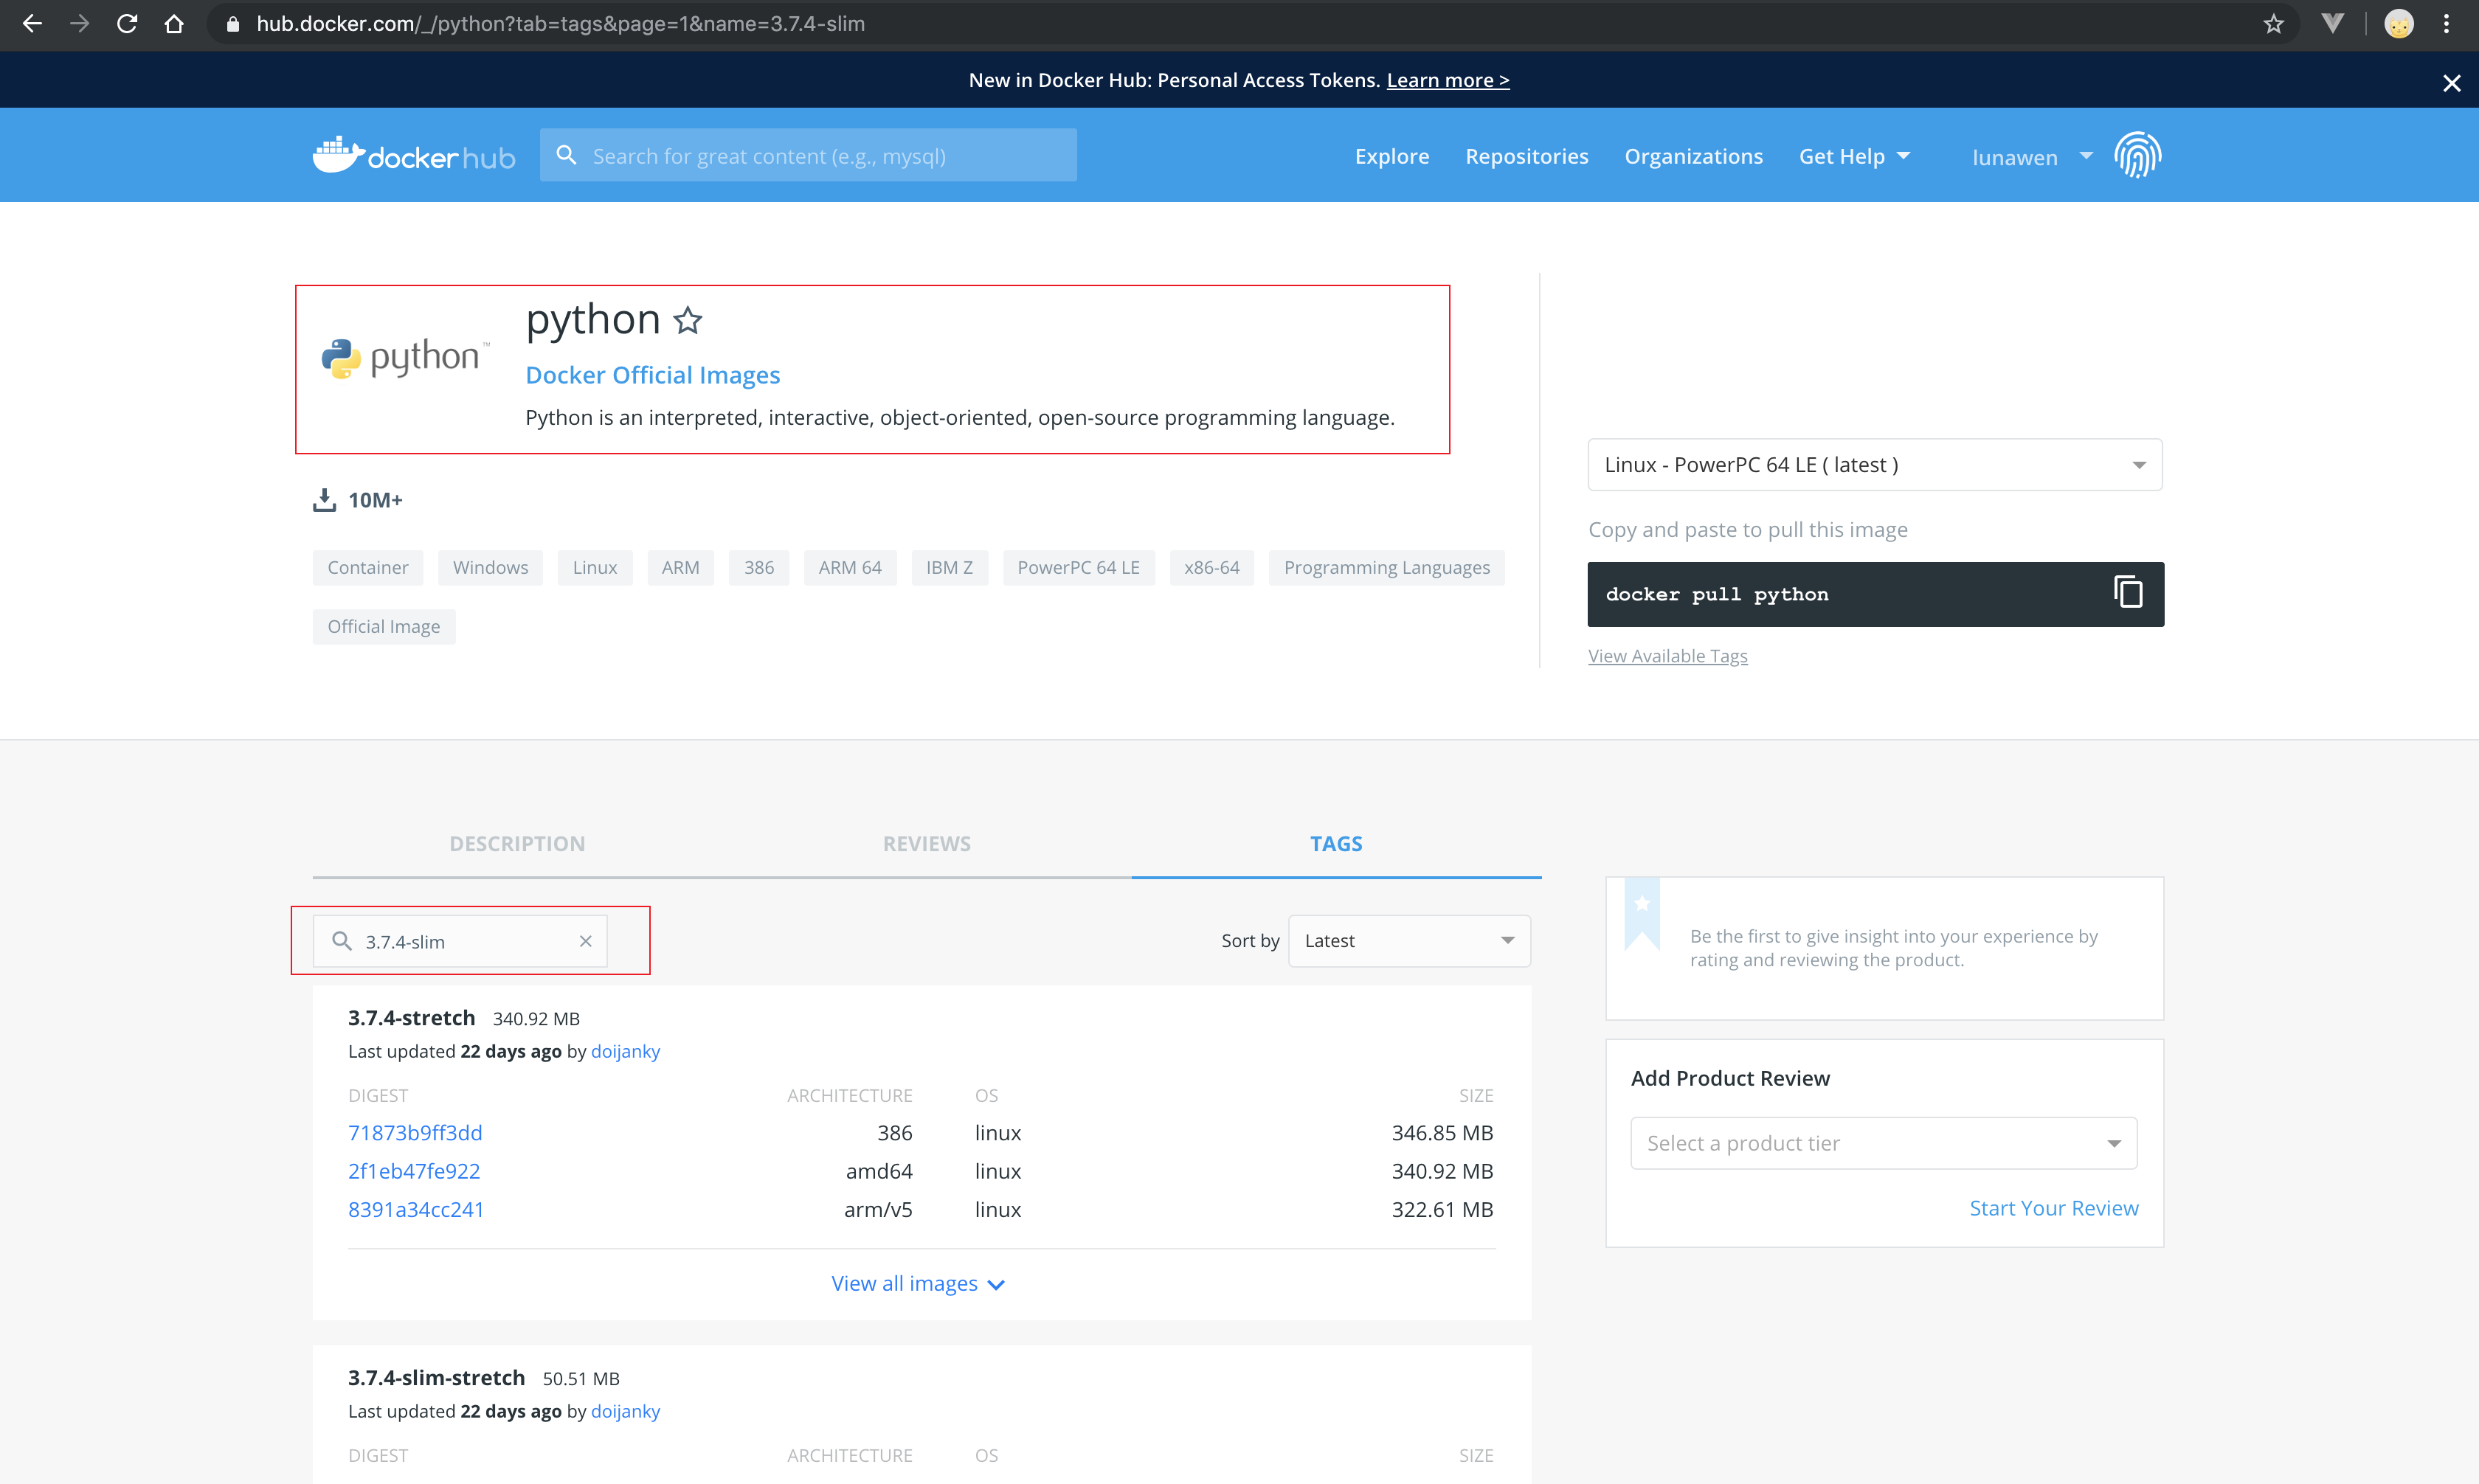 hub.docker.com/_/python?tab=tags&page=1&name=3.7.4-slim
New in Docker Hub: Personal Access Tokens. Learn more >
docker hub
Search for great content (e.g., mysql)
Explore
Repositories
Organizations
Get Help
lunawen
python™
python
Docker Official Images
Python is an interpreted, interactive, object-oriented, open-source programming language.
10M+
Container
Windows
Linux
ARM
386
ARM 64
IBM Z
PowerPC 64 LE
x86-64
Programming Languages
Official Image
Linux - PowerPC 64 LE ( latest )
Copy and paste to pull this image
docker pull python
View Available Tags
DESCRIPTION
REVIEWS
TAGS
3.7.4-slim
Sort by
Latest
3.7.4-stretch 340.92 MB
Last updated 22 days ago by doijanky
DIGEST ARCHITECTURE OS SIZE
71873b9ff3dd 386 linux 346.85 MB
2f1eb47fe922 amd64 linux 340.92 MB
8391a34cc241 arm/v5 linux 322.61 MB
View all images
3.7.4-slim-stretch 50.51 MB
Last updated 22 days ago by doijanky
DIGEST ARCHITECTURE OS SIZE
Be the first to give insight into your experience by
rating and reviewing the product.
Add Product Review
Select a product tier
Start Your Review